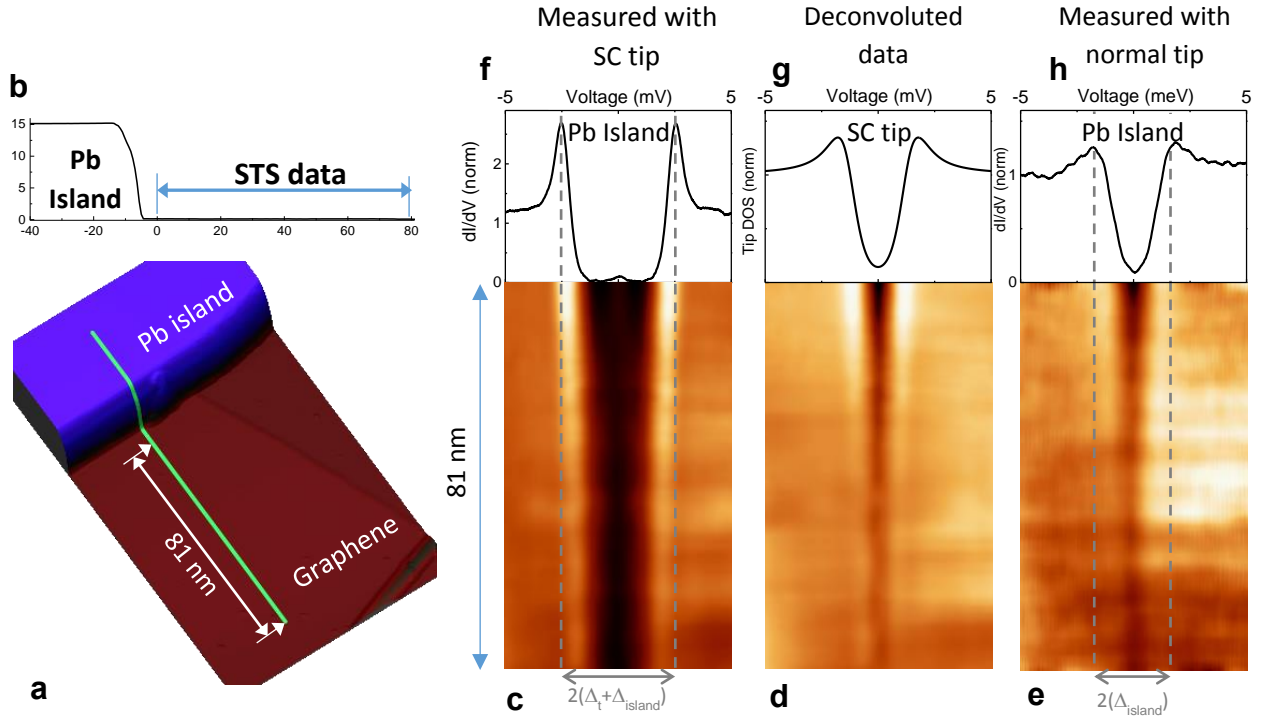 Measured with
SC tip
Deconvoluted
data
Measured with
normal tip
b
15
10
5
0
Pb
Island
STS data
-40 -20 0 20 40 60 80
Pb island
81 nm
Graphene
a
f
-5 Voltage (mV) 5
Pb Island
dI/dV (norm)
2
1
0
81 nm
2(Δt+Δisland)
c
g
-5 Voltage (mV) 5
SC tip
Tip DOS (norm)
d
h
-5 Voltage (meV) 5
Pb Island
dI/dV (norm)
1
0
2(Δisland)
e